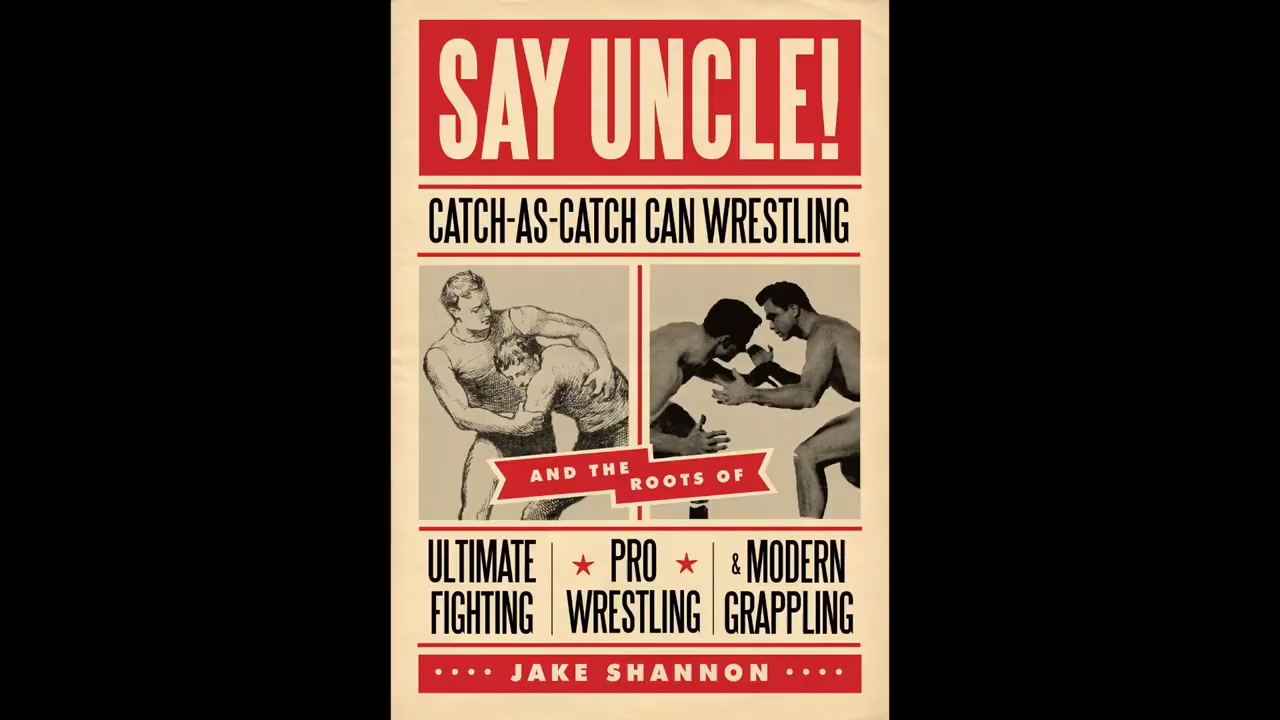 SAY UNCLE!
CATCH-AS-CATCH CAN WRESTLING
AND THE
ROOTS OF
ULTIMATE
FIGHTING
PRO
WRESTLING
& MODERN
GRAPPLING
JAKE SHANNON